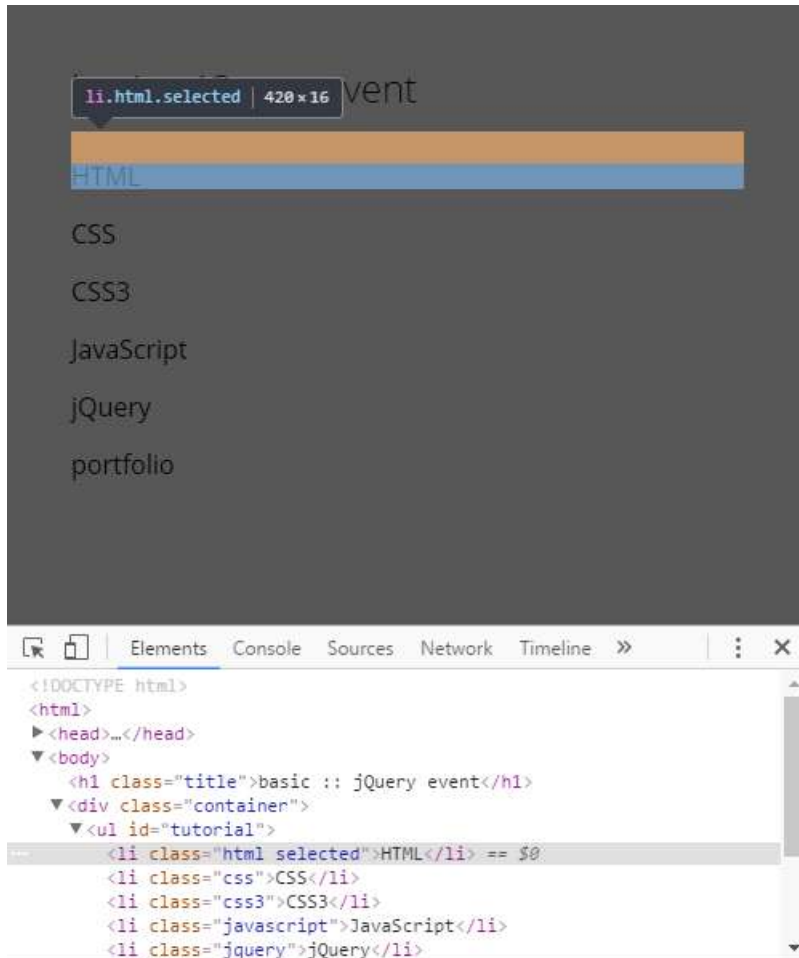 vent
li.html.selected | 420×16
HTML
CSS
CSS3
JavaScript
jQuery
portfolio
Elements Console Sources Network Timeline »
<!DOCTYPE html>
<html>
▶<head>…</head>
▼<body>
<h1 class="title">basic :: jQuery event</h1>
▼<div class="container">
▼<ul id="tutorial">
<li class="html selected">HTML</li> == $0
<li class="css">CSS</li>
<li class="css3">CSS3</li>
<li class="javascript">JavaScript</li>
<li class="jquery">jQuery</li>